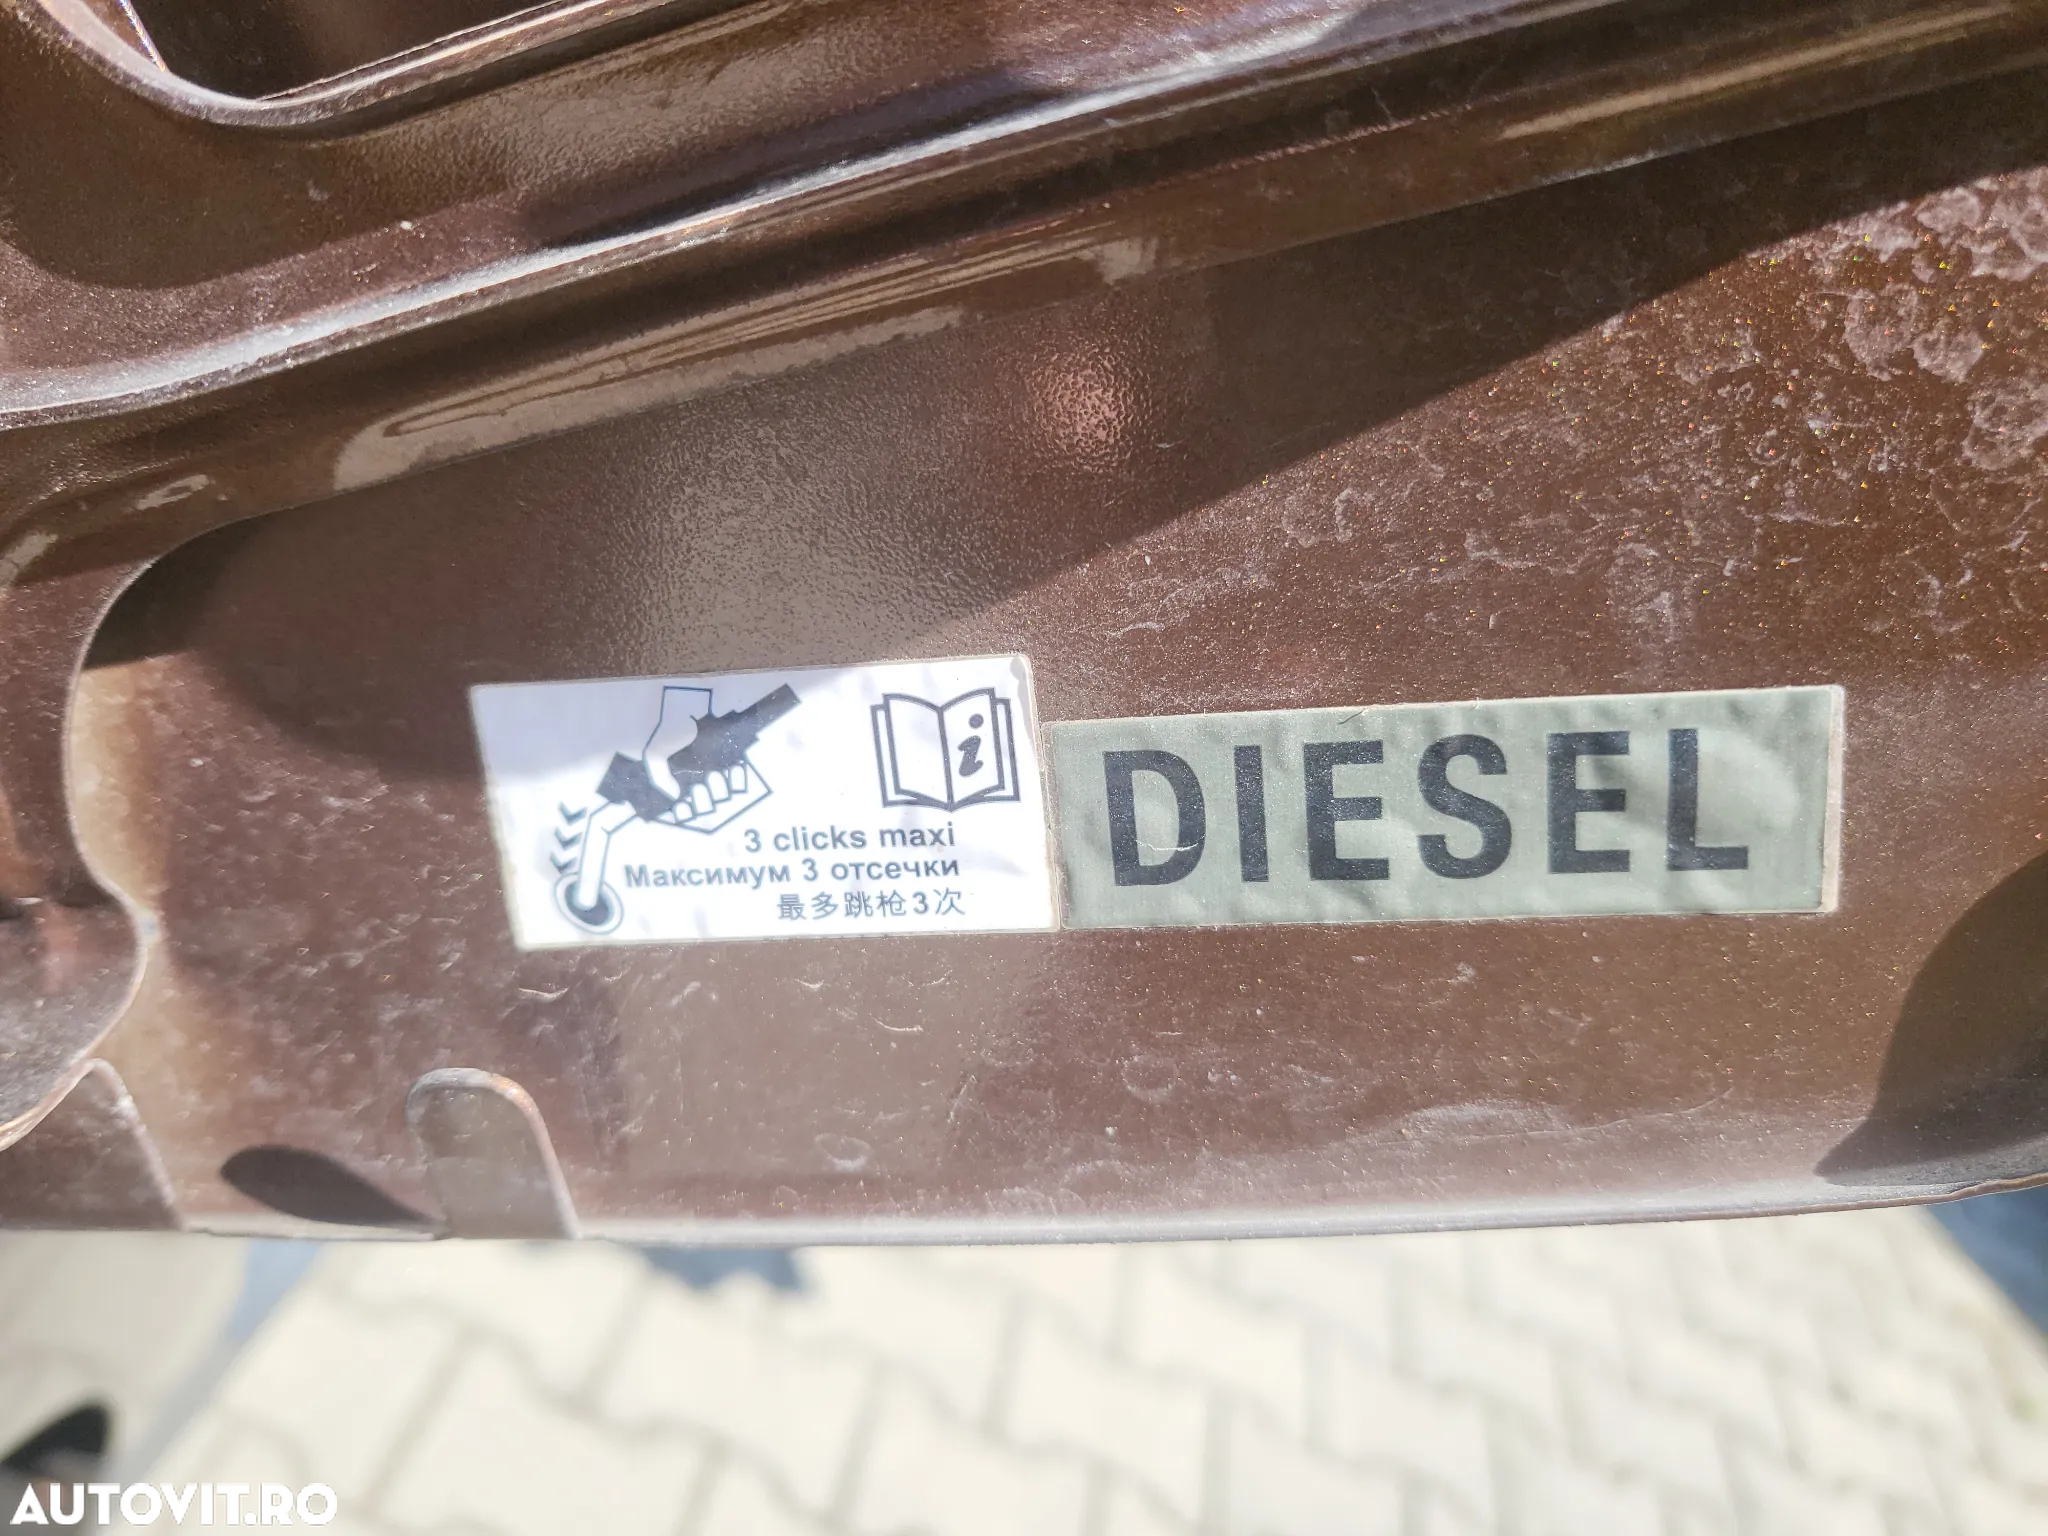 3 clicks maxi
Максимум 3 отсечки
最多跳枪3次
DIESEL
AUTOVIT.RO